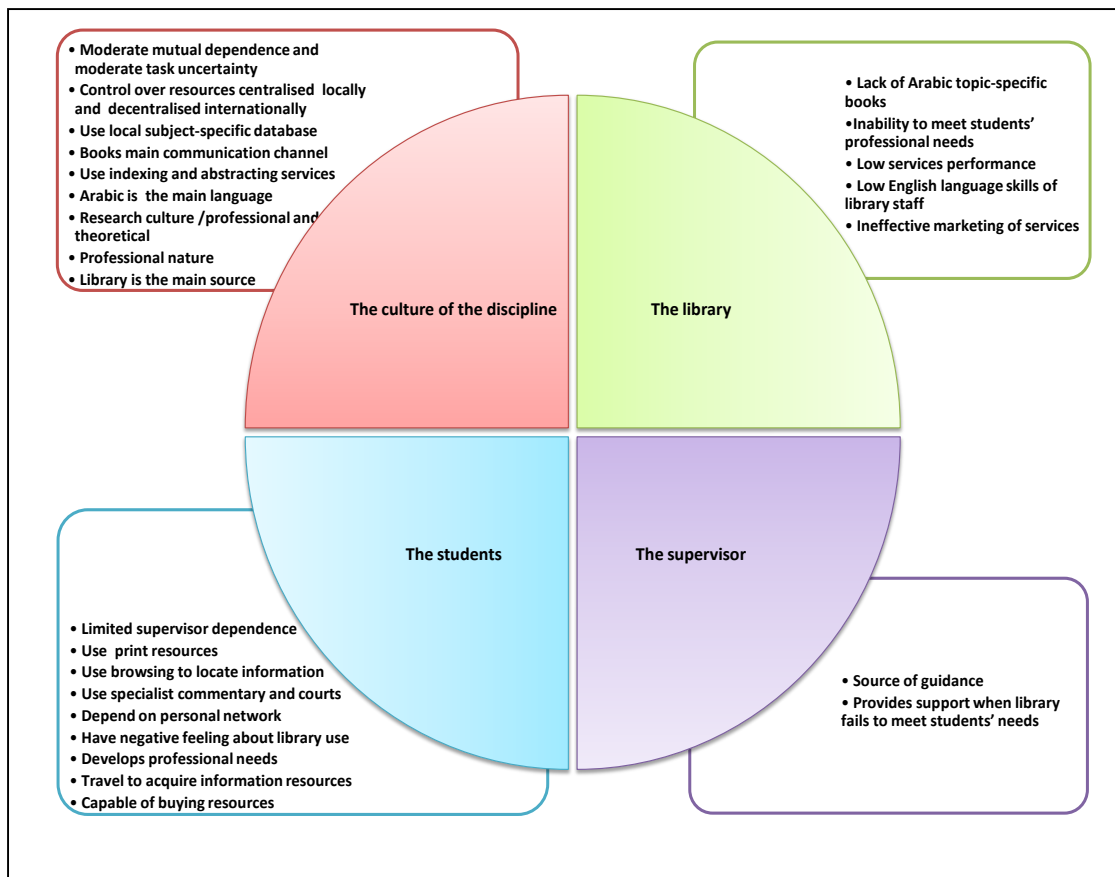 • Moderate mutual dependence and
moderate task uncertainty
• Control over resources centralised locally
and decentralised internationally
• Use local subject-specific database
• Books main communication channel
• Use indexing and abstracting services
• Arabic is the main language
• Research culture /professional and
theoretical
• Professional nature
• Library is the main source
• Lack of Arabic topic-specific
books
•Inability to meet students’
professional needs
• Low services performance
• Low English language skills of
library staff
• Ineffective marketing of services
The culture of the discipline
The library
The students
The supervisor
• Limited supervisor dependence
• Use print resources
• Use browsing to locate information
• Use specialist commentary and courts
• Depend on personal network
• Have negative feeling about library use
• Develops professional needs
• Travel to acquire information resources
• Capable of buying resources
• Source of guidance
• Provides support when library
fails to meet students’ needs